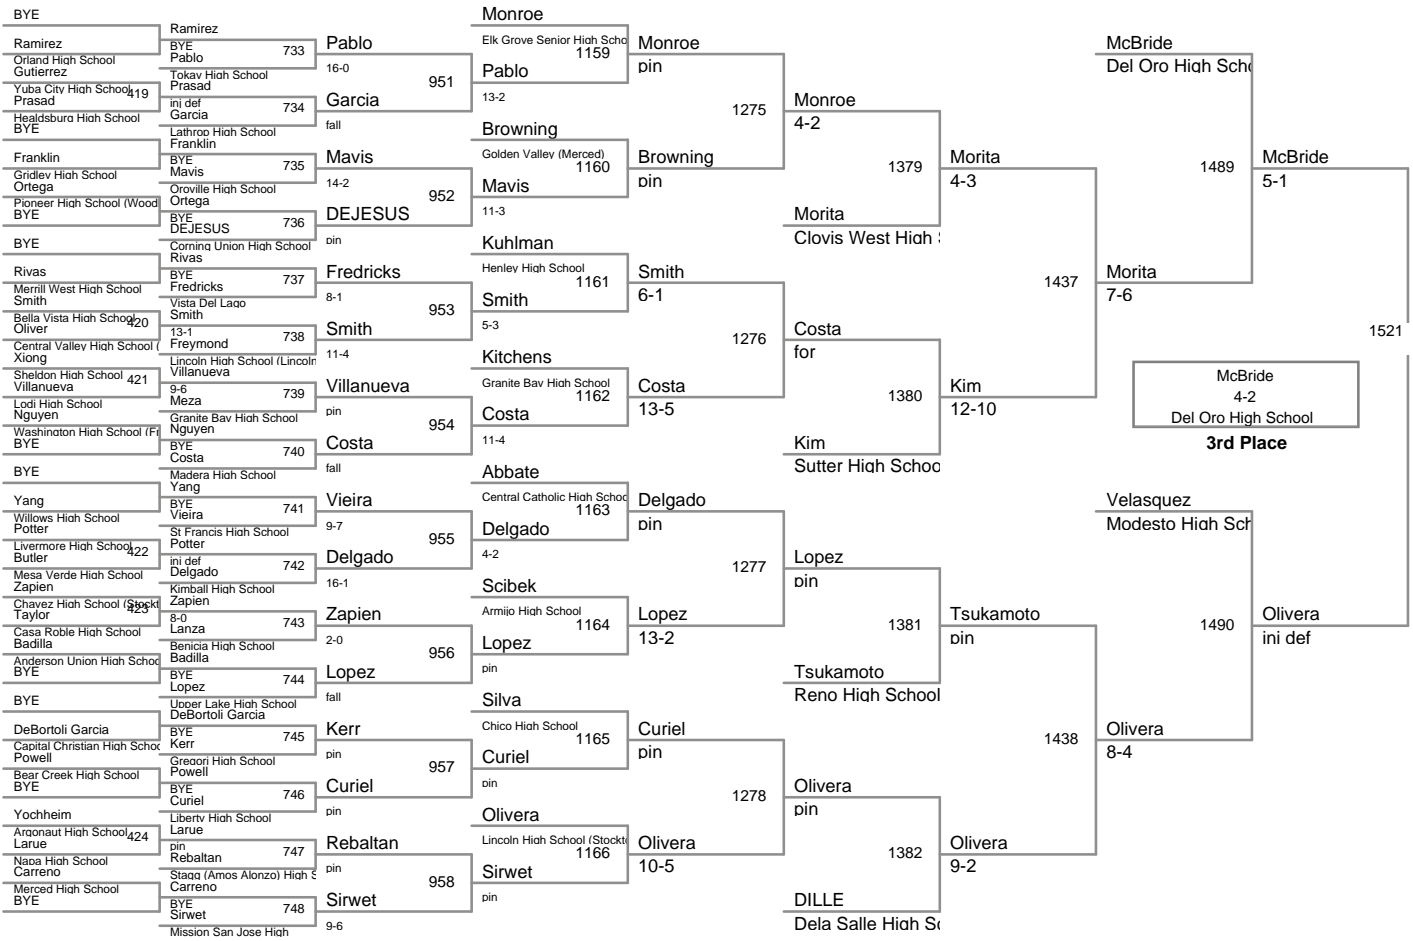 BYE
Ramirez
Orland High School
Gutierrez
Yuba City High School
419
Prasad
Healdsburg High School
BYE
Franklin
Gridley High School
Ortega
Pioneer High School (Wood
BYE
BYE
Rivas
Merrill West High School
Smith
Bella Vista High School
420
Oliver
Central Valley High School (
Xiong
Sheldon High School
421
Villanueva
Lodi High School
Nguyen
Washington High School (Fr
BYE
BYE
Yang
Willows High School
Potter
Livermore High School
422
Butler
Mesa Verde High School
Zapien
Chavez High School (Stockt
423
Taylor
Casa Roble High School
Badilla
Anderson Union High Schoo
BYE
BYE
DeBortoli Garcia
Capital Christian High Schoo
Powell
Bear Creek High School
BYE
Yochheim
Argonaut High School
424
Larue
Napa High School
Carreno
Merced High School
BYE
Ramirez
BYE
733
Pablo
Tokay High School
Prasad
inj def
734
Garcia
Lathrop High School
Franklin
BYE
735
Mavis
Oroville High School
Ortega
BYE
736
DEJESUS
Corning Union High School
Rivas
BYE
737
Fredricks
Vista Del Lago
Smith
13-1
738
Freymond
Lincoln High School (Lincoln
Villanueva
9-6
739
Meza
Granite Bay High School
Nguyen
BYE
740
Costa
Madera High School
Yang
BYE
741
Vieira
St Francis High School
Potter
inj def
742
Delgado
Kimball High School
Zapien
8-0
743
Lanza
Benicia High School
Badilla
BYE
744
Lopez
Upper Lake High School
DeBortoli Garcia
BYE
745
Kerr
Gregori High School
Powell
BYE
746
Curiel
Liberty High School
Larue
pin
747
Rebaltan
Stagg (Amos Alonzo) High S
Carreno
BYE
748
Sirwet
Mission San Jose High
Pablo
16-0
951
Garcia
fall
Mavis
14-2
952
DEJESUS
pin
Fredricks
8-1
953
Smith
11-4
Villanueva
pin
954
Costa
fall
Vieira
9-7
955
Delgado
16-1
Zapien
2-0
956
Lopez
fall
Kerr
pin
957
Curiel
pin
Rebaltan
pin
958
Sirwet
9-6
Monroe
Elk Grove Senior High Scho
1159
Pablo
13-2
Browning
Golden Valley (Merced)
1160
Mavis
11-3
Kuhlman
Henley High School
1161
Smith
5-3
Kitchens
Granite Bay High School
1162
Costa
11-4
Abbate
Central Catholic High Schoo
1163
Delgado
4-2
Scibek
Armijo High School
1164
Lopez
pin
Silva
Chico High School
1165
Curiel
pin
Olivera
Lincoln High School (Stockto
1166
Sirwet
pin
Monroe
pin
1275
Browning
pin
Smith
6-1
1276
Costa
13-5
Delgado
pin
1277
Lopez
13-2
Curiel
pin
1278
Olivera
10-5
Monroe
4-2
1379
Morita
Clovis West High S
Costa
for
1380
Kim
Sutter High Schoo
Lopez
pin
1381
Tsukamoto
Reno High School
Olivera
pin
1382
DILLE
Dela Salle High Sc
Morita
4-3
1437
Kim
12-10
Tsukamoto
pin
1438
Olivera
9-2
McBride
Del Oro High Scho
1489
Morita
7-6
Velasquez
Modesto High Sch
1490
Olivera
8-4
McBride
5-1
1521
Olivera
inj def
McBride
4-2
Del Oro High School
3rd Place